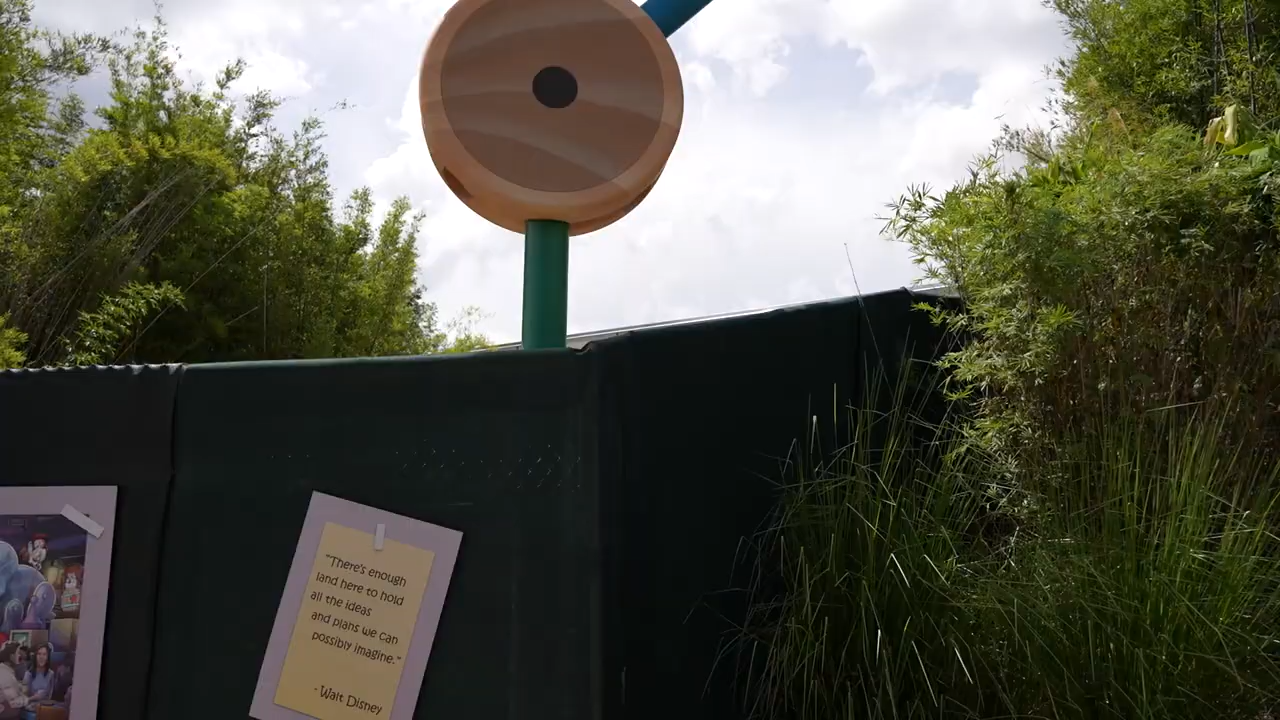 "There's enough
land here to hold
all the ideas
and plans we can
possibly imagine."
- Walt Disney